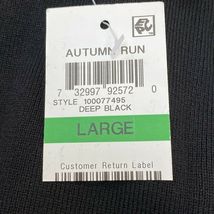 AUTUMN RUN
7 32997 92572 0
STYLE 100077495
DEEP BLACK
LARGE
Customer Return Label